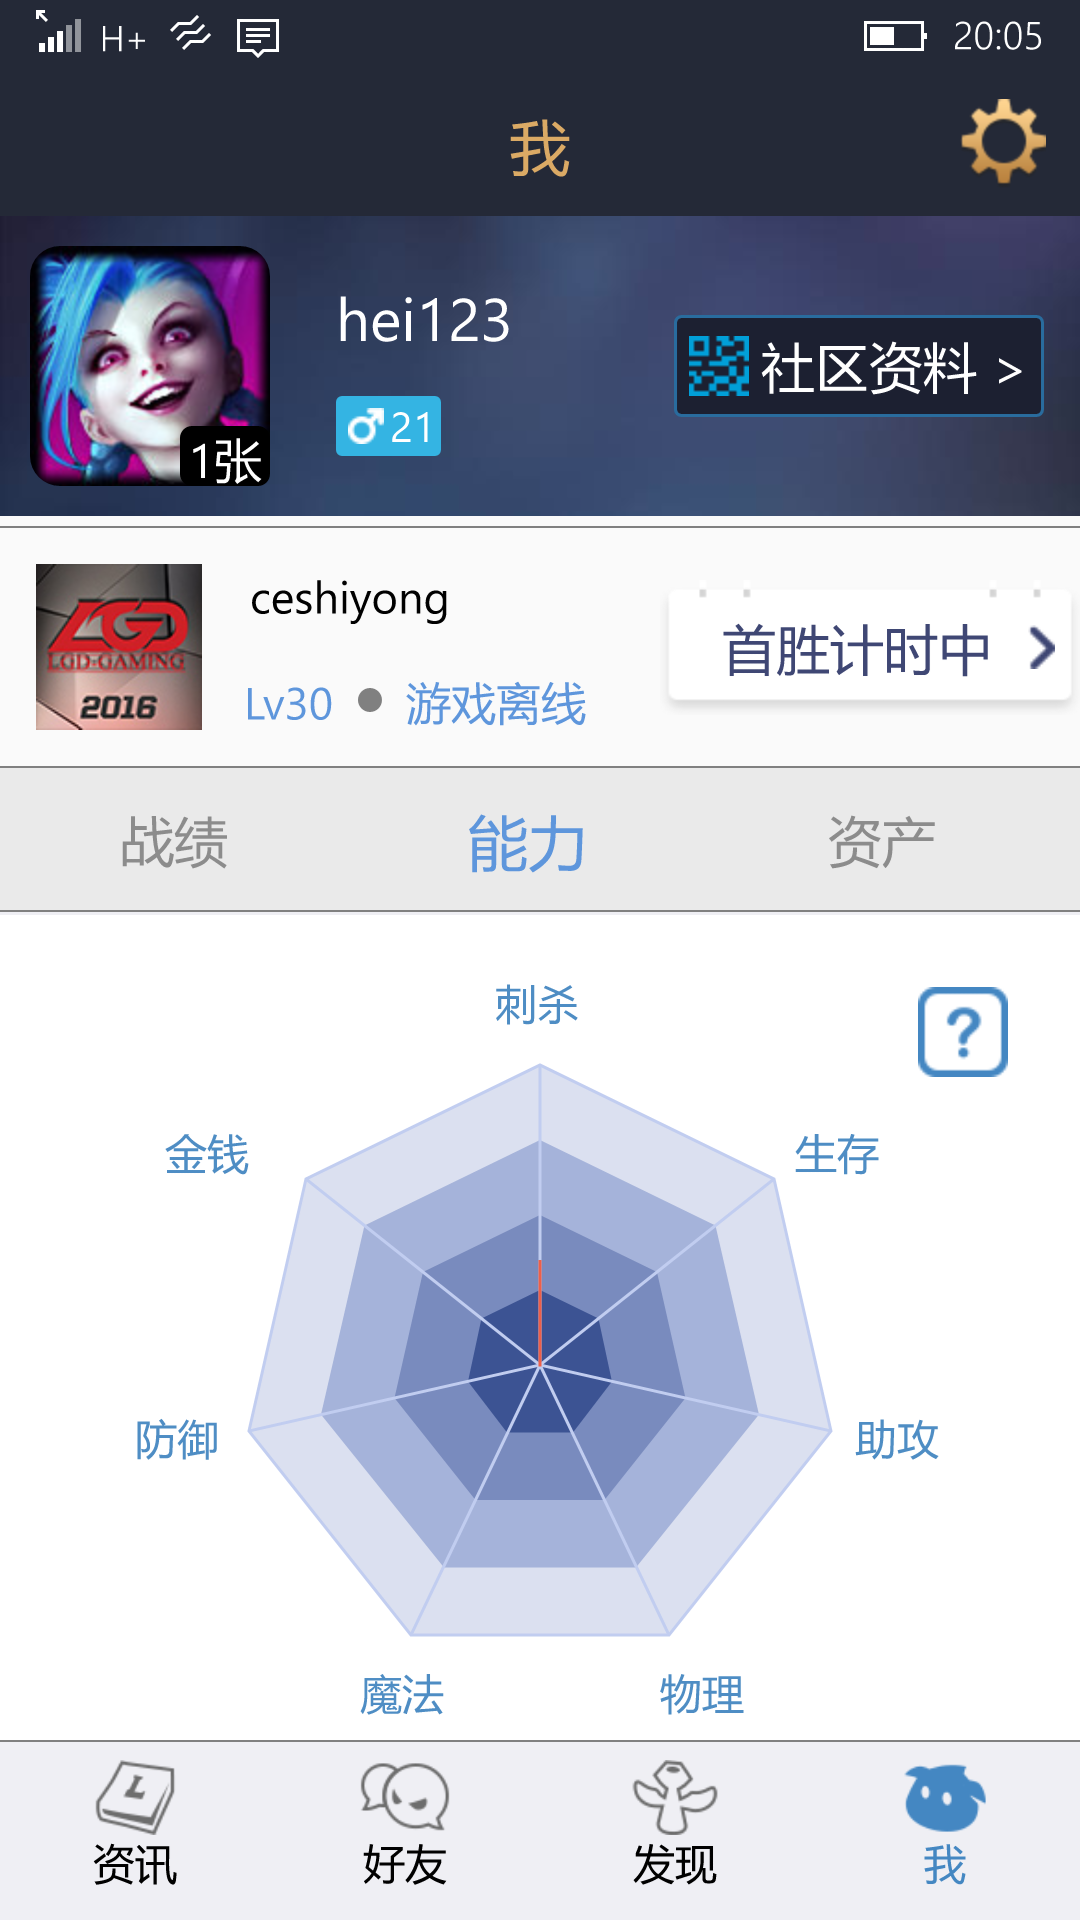 H+ 20:05
我
hei123
21
1张
社区资料 >
LGD
LGD-GAMING
2016
ceshiyong
Lv30 ● 游戏离线
首胜计时中
战绩 能力 资产
刺杀
?
金钱 生存
防御 助攻
魔法 物理
L
资讯 好友 发现 我